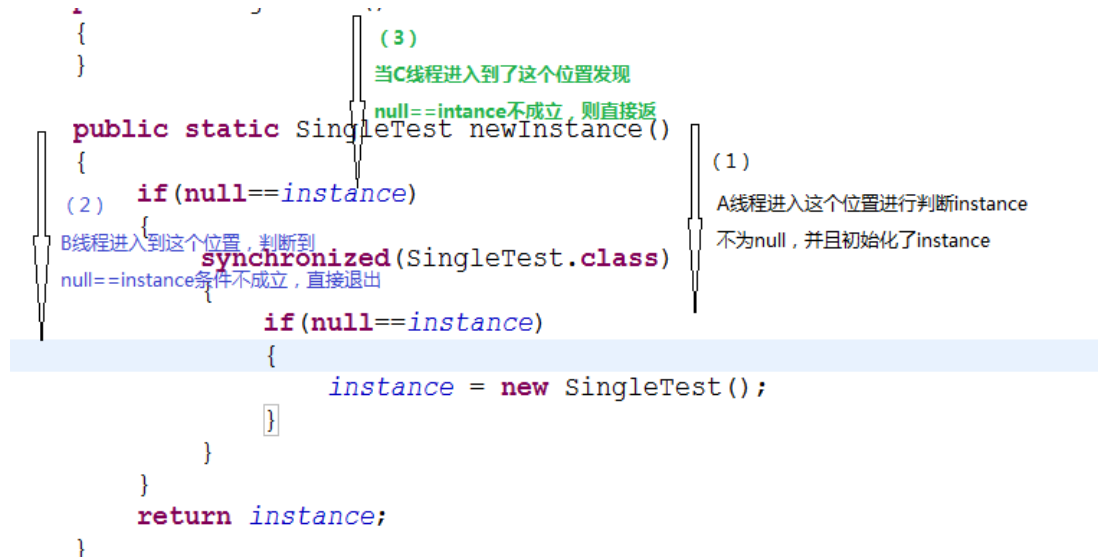 {
（3）
}
当C线程进入到了这个位置发现
null==intance不成立，则直接返
public static SingleTest newInstance()
{
（1）
if(null==instance)
（2）
A线程进入这个位置进行判断instance
{
B线程进入到这个位置，判断到
不为null，并且初始化了instance
synchronized(SingleTest.class)
null==instance条件不成立，直接退出
{
if(null==instance)
{
instance = new SingleTest();
}
}
}
return instance;
}